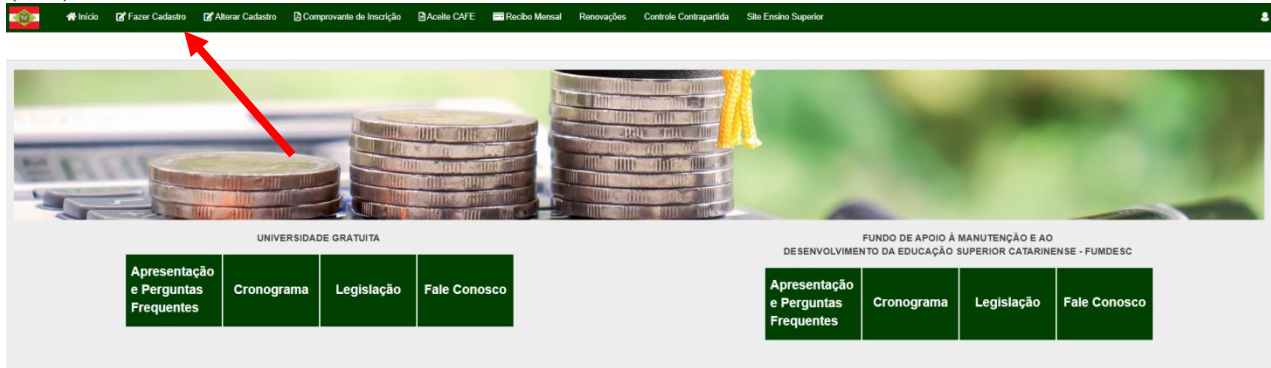 Início Fazer Cadastro Alterar Cadastro Comprovante de Inscrição Aceite CAFE Recibo Mensal Renovações Controle Contrapartida Site Ensino Superior
UNIVERSIDADE GRATUITA
Apresentação
e Perguntas
Frequentes
Cronograma
Legislação
Fale Conosco
FUNDO DE APOIO À MANUTENÇÃO E AO
DESENVOLVIMENTO DA EDUCAÇÃO SUPERIOR CATARINENSE - FUMDESC
Apresentação
e Perguntas
Frequentes
Cronograma
Legislação
Fale Conosco